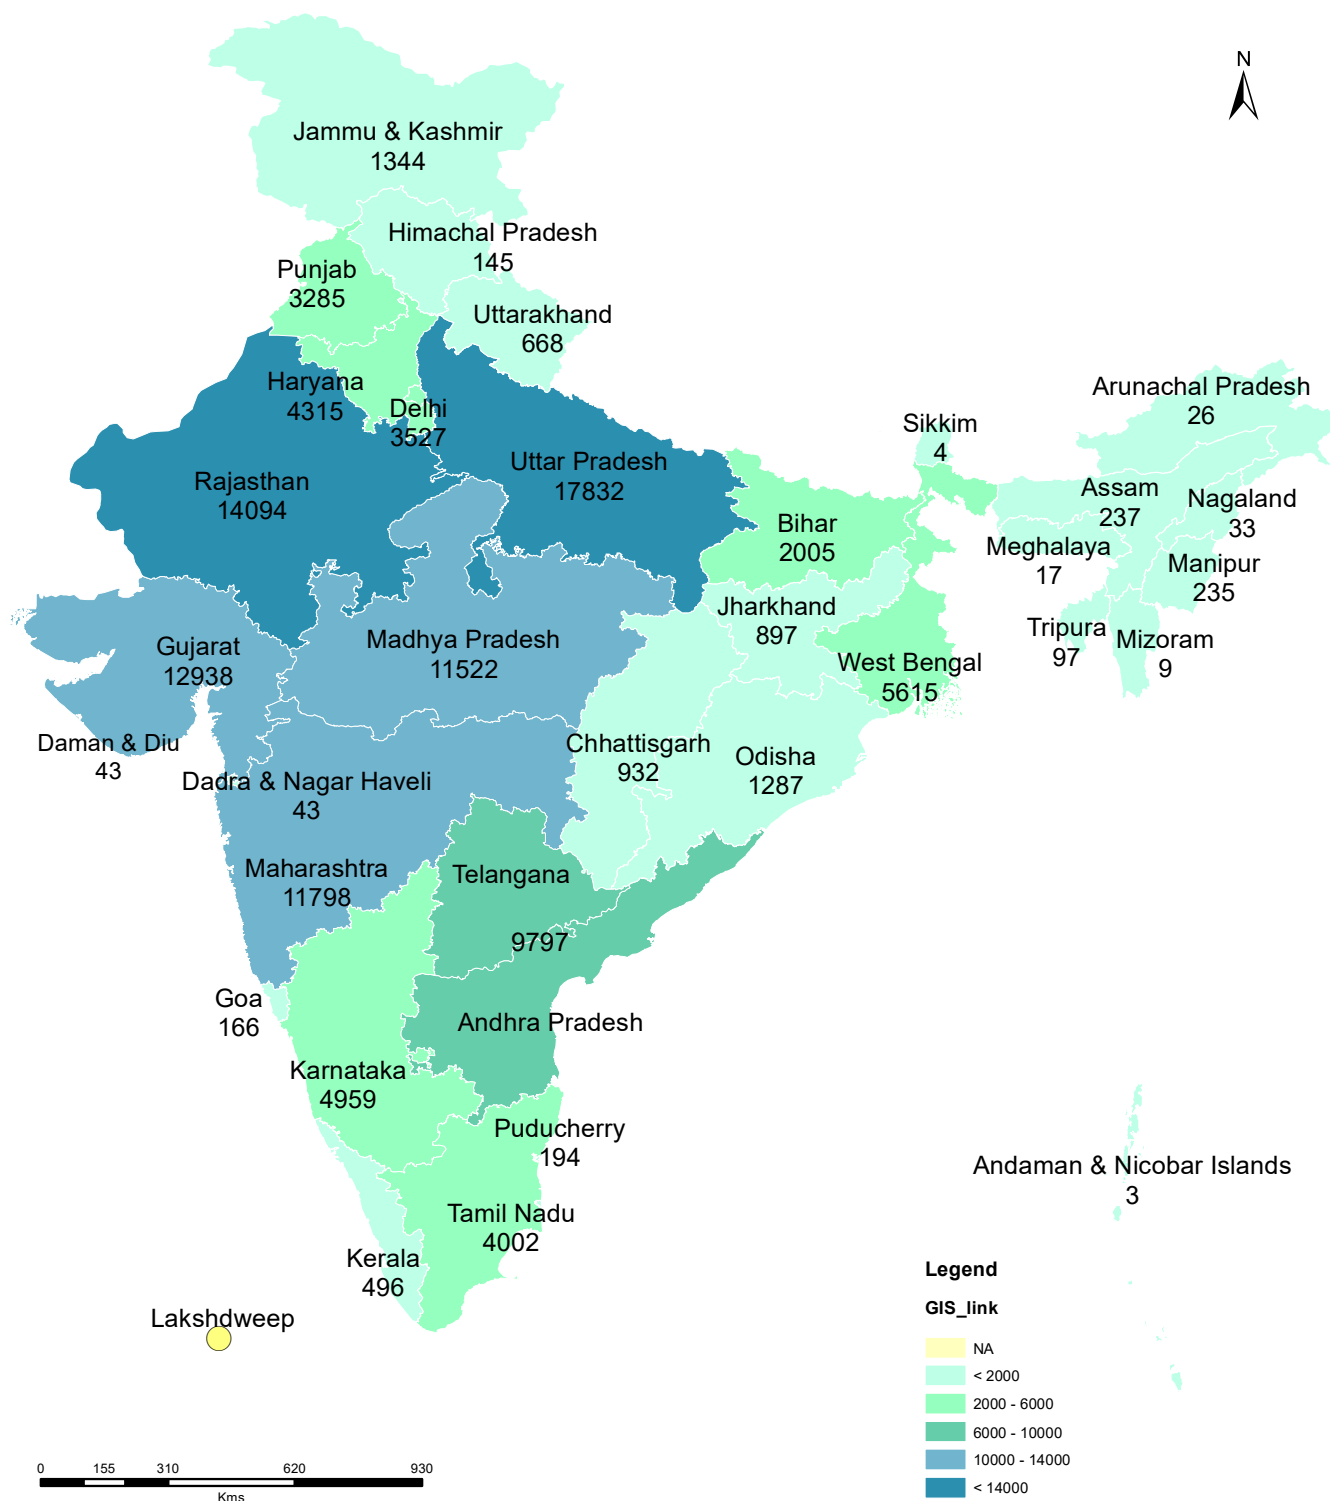 N
Jammu & Kashmir
1344
Himachal Pradesh
145
Punjab
3285
Uttarakhand
668
Haryana
4315
Delhi
3527
Arunachal Pradesh
26
Sikkim
4
Rajasthan
14094
Uttar Pradesh
17832
Assam
237
Nagaland
33
Bihar
2005
Meghalaya
17
Manipur
235
Jharkhand
897
Tripura
97
Mizoram
9
Gujarat
12938
Madhya Pradesh
11522
West Bengal
5615
Daman & Diu
43
Chhattisgarh
932
Odisha
1287
Dadra & Nagar Haveli
43
Maharashtra
11798
Telangana
9797
Goa
166
Andhra Pradesh
Karnataka
4959
Puducherry
194
Andaman & Nicobar Islands
3
Tamil Nadu
4002
Kerala
496
Lakshdweep
Legend
GIS_link
NA
< 2000
2000 - 6000
6000 - 10000
10000 - 14000
< 14000
0 155 310 620 930
Kms